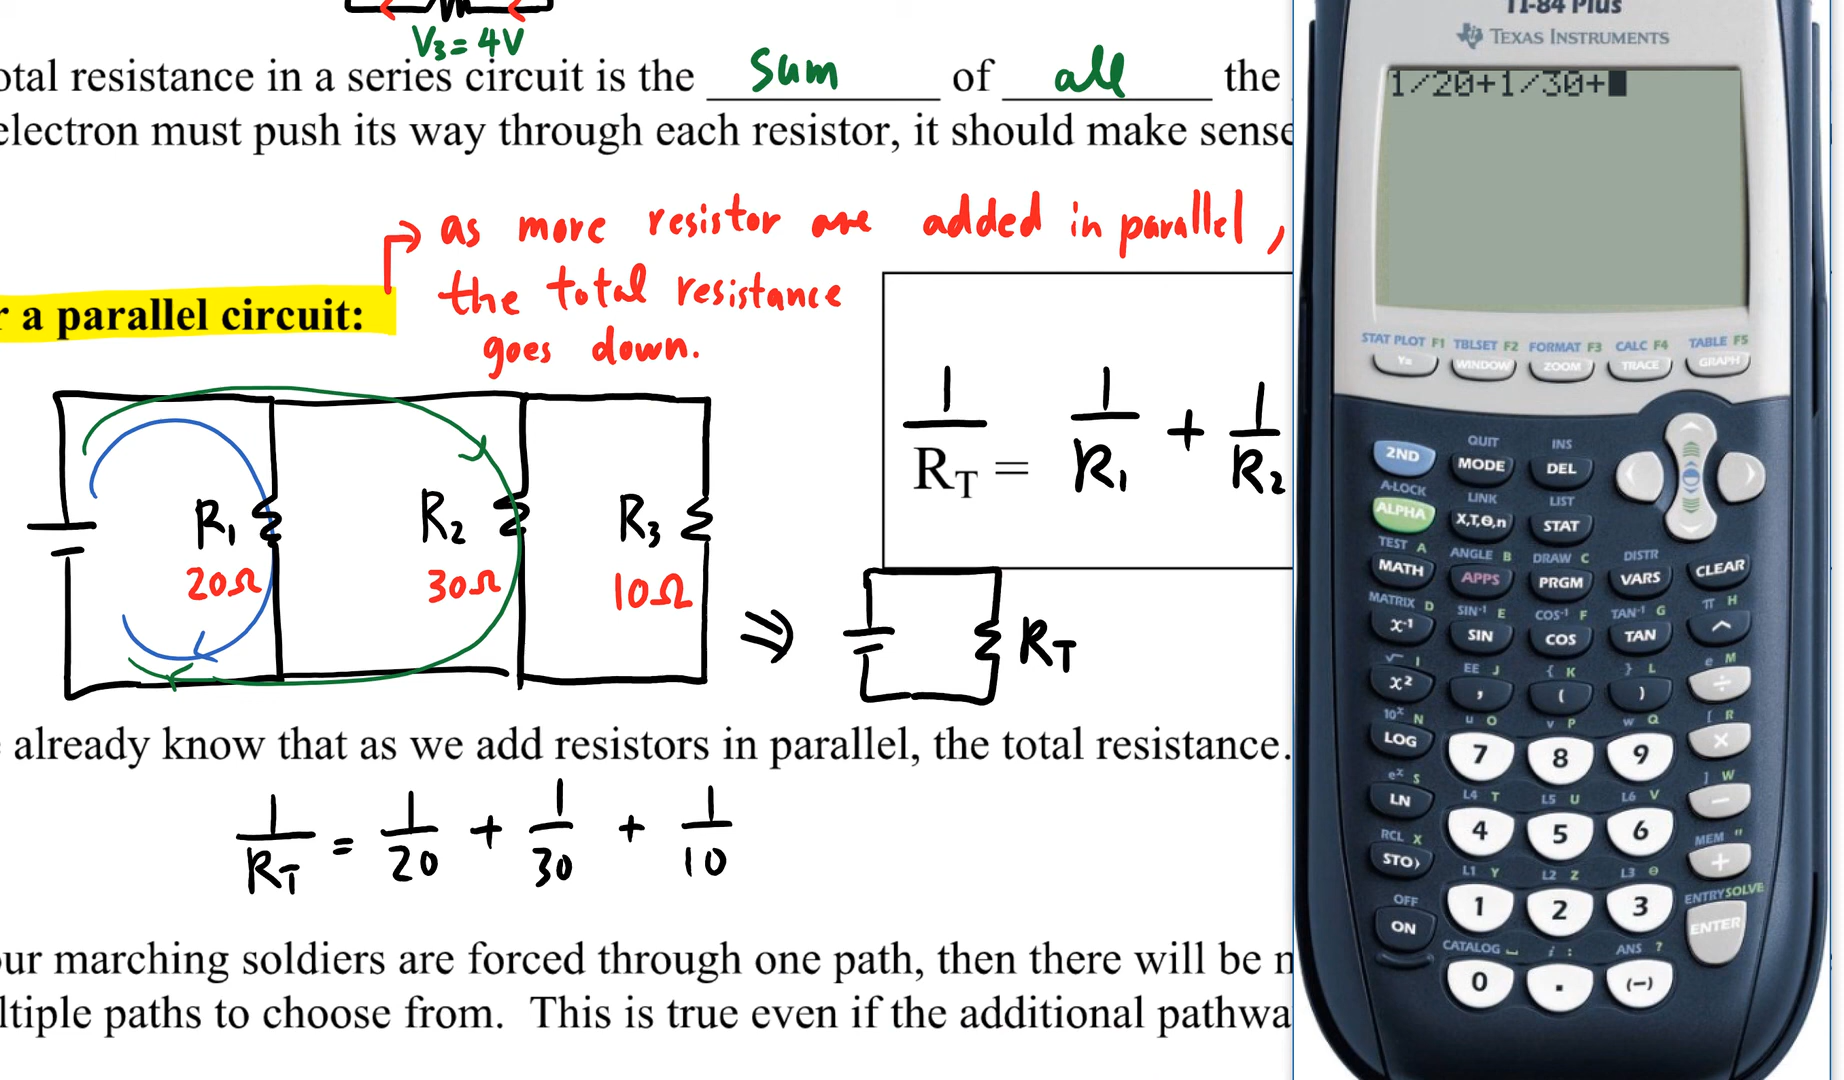 V₃ = 4V
otal resistance in a series circuit is the sum of all the
electron must push its way through each resistor, it should make sense
as more resistor are added in parallel,
the total resistance
goes down.
r a parallel circuit:
1/R_T = 1/R₁ + 1/R₂
R₁ R₂ R₃
20Ω 30Ω 10Ω
⇒ R_T
already know that as we add resistors in parallel, the total resistance.
1/R_T = 1/20 + 1/30 + 1/10
our marching soldiers are forced through one path, then there will be n
ltiple paths to choose from. This is true even if the additional pathwa
TI-84 Plus
TEXAS INSTRUMENTS
1/20+1/30+
STAT PLOT F1 TBLSET F2 FORMAT F3 CALC F4 TABLE F5
Y= WINDOW ZOOM TRACE GRAPH
QUIT INS
2ND MODE DEL
A-LOCK LINK LIST
ALPHA X,T,Θ,n STAT
TEST A ANGLE B DRAW C DISTR
MATH APPS PRGM VARS CLEAR
MATRIX D SIN⁻¹ E COS⁻¹ F TAN⁻¹ G π H
x⁻¹ SIN COS TAN ^
√ I EE J { K } L e M
x² , ( ) ÷
10ˣ N u O v P w Q [ R
LOG 7 8 9 ×
eˣ S L4 T L5 U L6 V ] W
LN 4 5 6 −
RCL X L1 Y L2 Z L3 θ MEM "
STO› 1 2 3 +
OFF CATALOG i : ANS ? ENTRY SOLVE
ON 0 . (−) ENTER